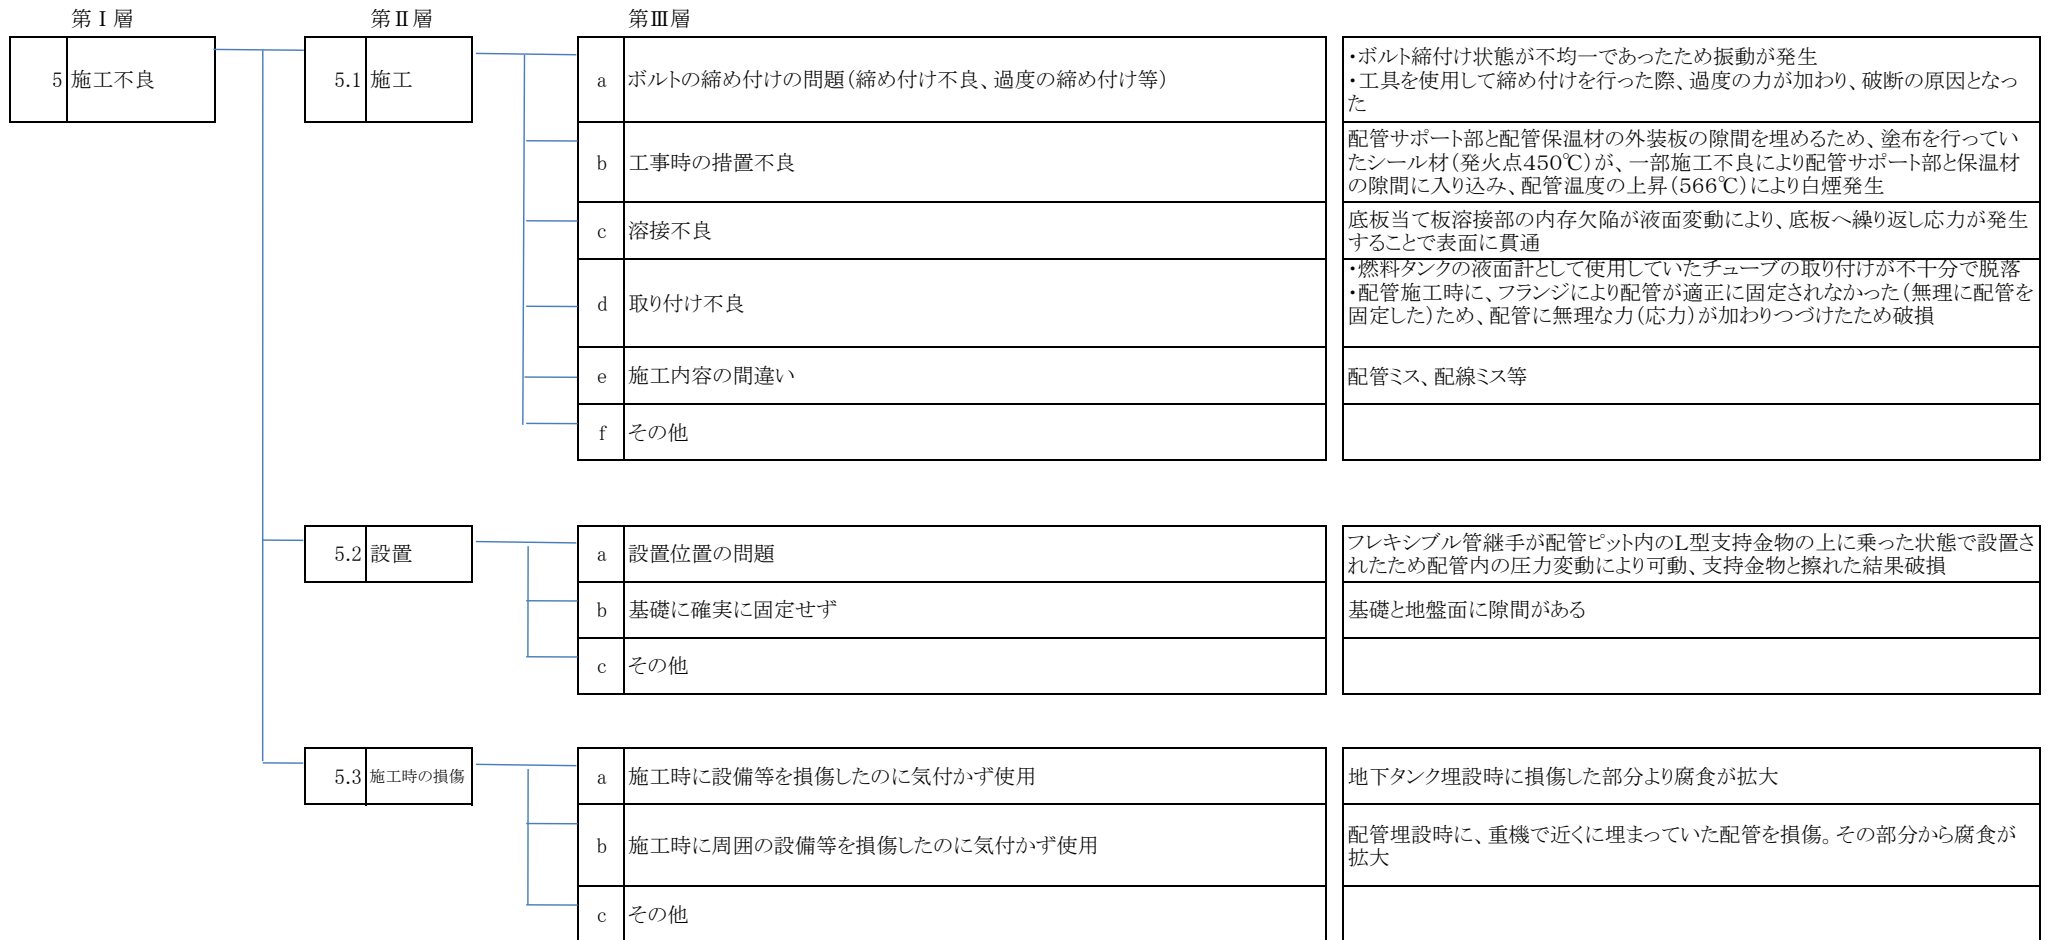 第Ⅰ層
第Ⅱ層
第Ⅲ層
5 施工不良
5.1 施工
a ボルトの締め付けの問題（締め付け不良、過度の締め付け等）
・ボルト締付け状態が不均一であったため振動が発生
・工具を使用して締め付けを行った際、過度の力が加わり、破断の原因となっ
た
b 工事時の措置不良
配管サポート部と配管保温材の外装板の隙間を埋めるため、塗布を行ってい
たシール材（発火点450℃）が、一部施工不良により配管サポート部と保温材
の隙間に入り込み、配管温度の上昇（566℃）により白煙発生
c 溶接不良
底板当て板溶接部の内存欠陥が液面変動により、底板へ繰り返し応力が発生
することで表面に貫通
d 取り付け不良
・燃料タンクの液面計として使用していたチューブの取り付けが不十分で脱落
・配管施工時に、フランジにより配管が適正に固定されなかった（無理に配管を
固定した）ため、配管に無理な力（応力）が加わりつづけたため破損
e 施工内容の間違い
配管ミス、配線ミス等
f その他
5.2 設置
a 設置位置の問題
フレキシブル管継手が配管ピット内のL型支持金物の上に乗った状態で設置さ
れたため配管内の圧力変動により可動、支持金物と擦れた結果破損
b 基礎に確実に固定せず
基礎と地盤面に隙間がある
c その他
5.3 施工時の損傷
a 施工時に設備等を損傷したのに気付かず使用
地下タンク埋設時に損傷した部分より腐食が拡大
b 施工時に周囲の設備等を損傷したのに気付かず使用
配管埋設時に、重機で近くに埋まっていた配管を損傷。その部分から腐食が
拡大
c その他